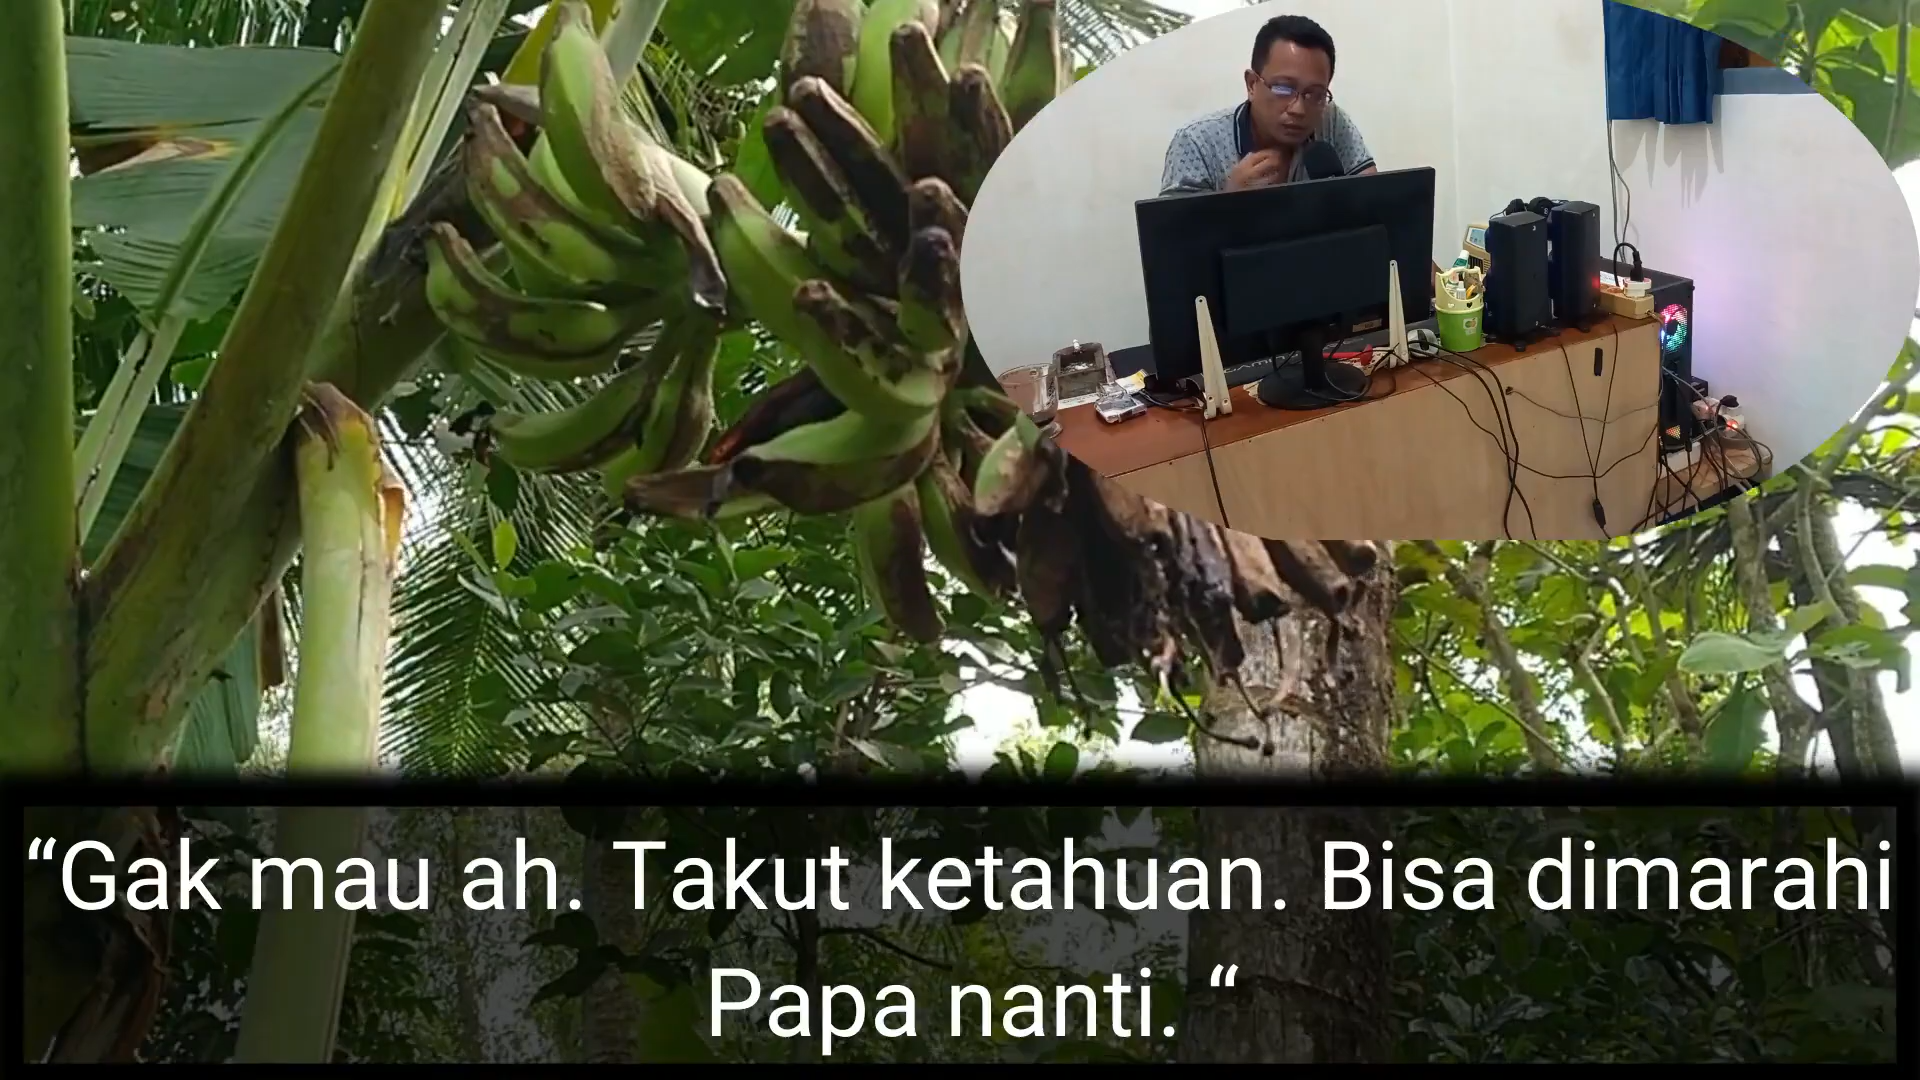 “Gak mau ah. Takut ketahuan. Bisa dimarahi
Papa nanti. “